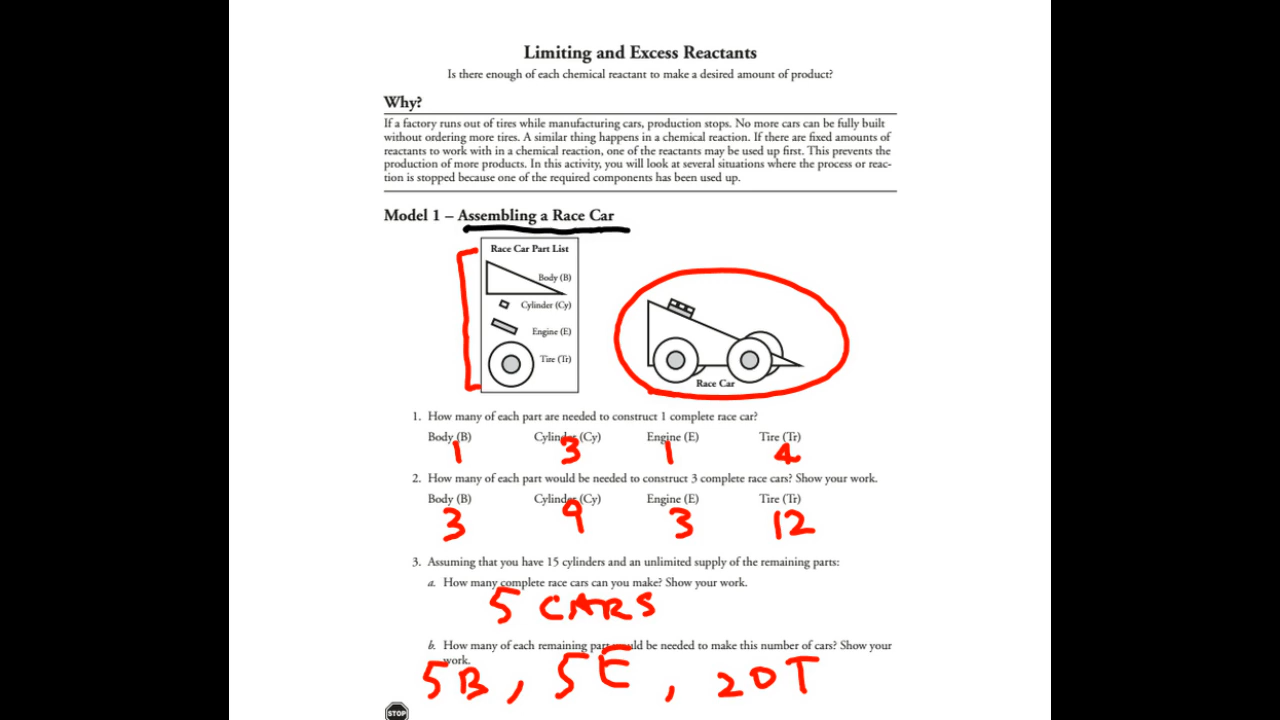 Limiting and Excess Reactants
Is there enough of each chemical reactant to make a desired amount of product?
Why?
If a factory runs out of tires while manufacturing cars, production stops. No more cars can be fully built
without ordering more tires. A similar thing happens in a chemical reaction. If there are fixed amounts of
reactants to work with in a chemical reaction, one of the reactants may be used up first. This prevents the
production of more products. In this activity, you will look at several situations where the process or reac-
tion is stopped because one of the required components has been used up.
Model 1 – Assembling a Race Car
Race Car Part List
Body (B)
Cylinder (Cy)
Engine (E)
Tire (Tr)
Race Car
1. How many of each part are needed to construct 1 complete race car?
Body (B) Cylinder (Cy) Engine (E) Tire (Tr)
1 3 1 4
2. How many of each part would be needed to construct 3 complete race cars? Show your work.
Body (B) Cylinder (Cy) Engine (E) Tire (Tr)
3 9 3 12
3. Assuming that you have 15 cylinders and an unlimited supply of the remaining parts:
a. How many complete race cars can you make? Show your work.
5 CARS
b. How many of each remaining part would be needed to make this number of cars? Show your
work.
5B, 5E, 20T
STOP